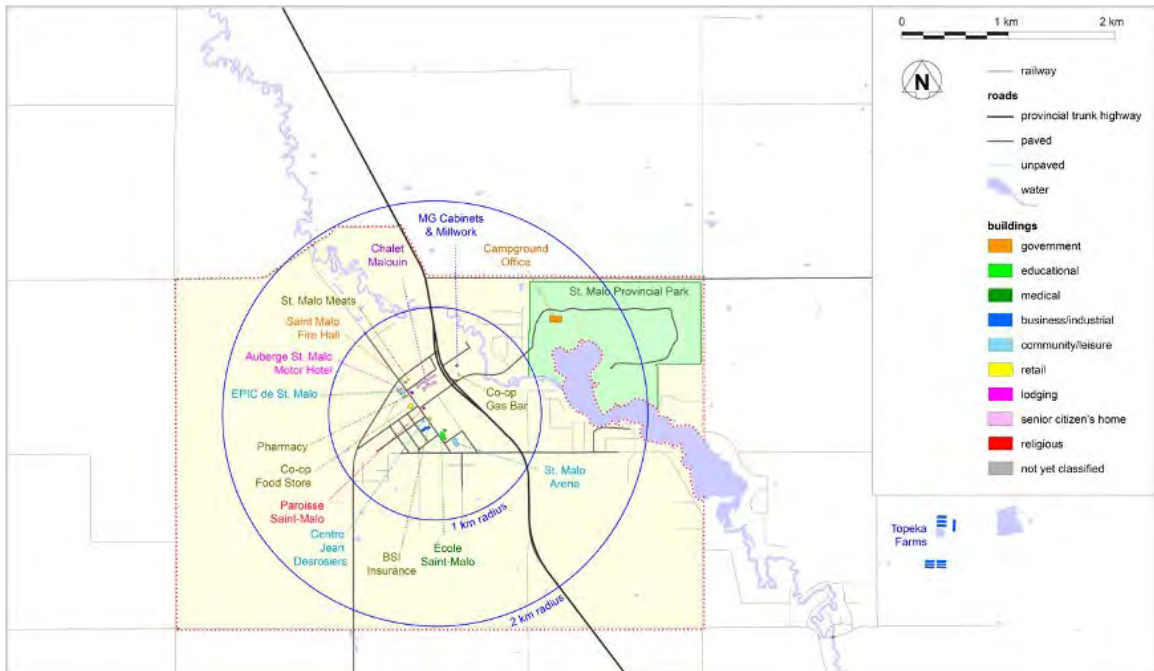 0
1 km
2 km
N
railway
roads
provincial trunk highway
paved
unpaved
water
buildings
government
educational
medical
business/industrial
community/leisure
retail
lodging
senior citizen's home
religious
not yet classified
MG Cabinets
& Millwork
Chalet
Malouin
Campground
Office
St. Malo Provincial Park
St. Malo Meats
Saint Malo
Fire Hall
Auberge St. Malo
Motor Hotel
EPIC de St. Malo
Co-op
Gas Bar
Pharmacy
Co-op
Food Store
St. Malo
Arena
Paroisse
Saint-Malo
1 km radius
Centre
Jean
Desrosiers
BSI
Insurance
École
Saint-Malo
2 km radius
Topeka
Farms